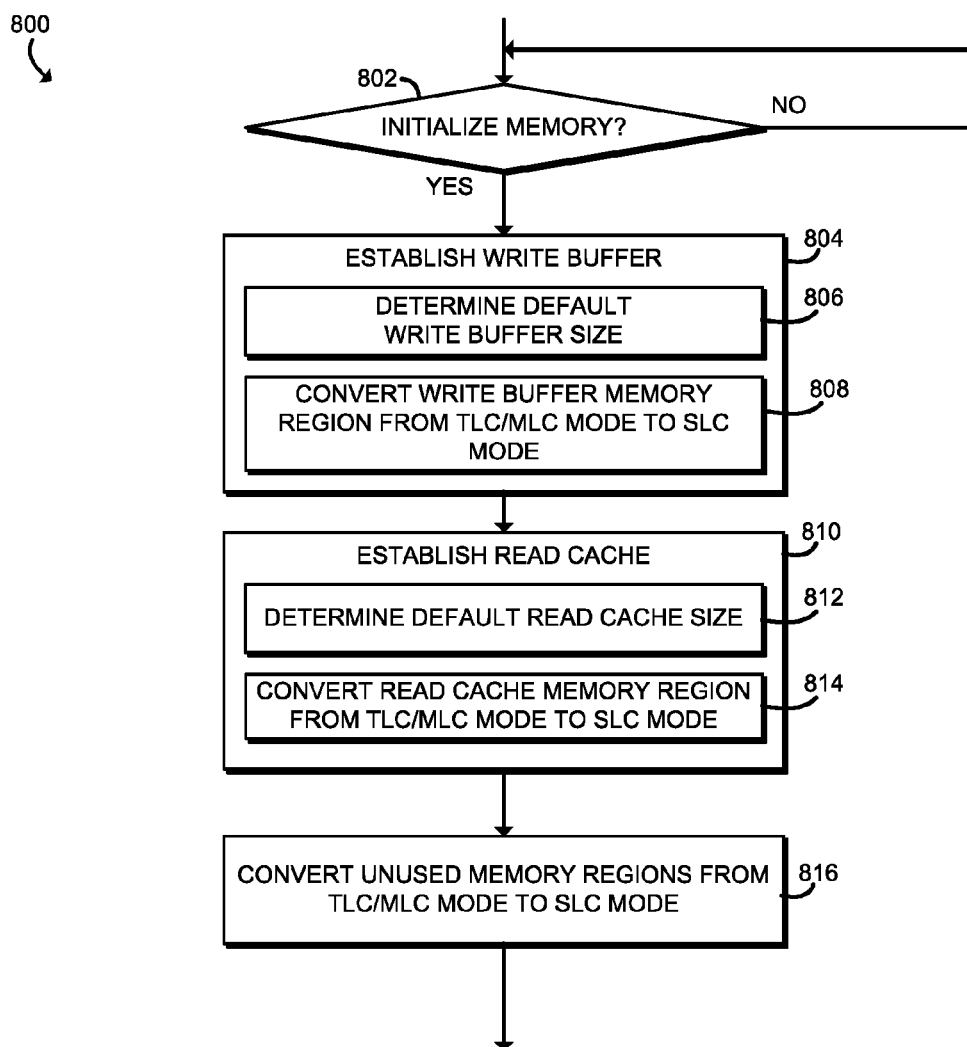 800
802
INITIALIZE MEMORY?
NO
YES
ESTABLISH WRITE BUFFER
804
DETERMINE DEFAULT
WRITE BUFFER SIZE
806
CONVERT WRITE BUFFER MEMORY
REGION FROM TLC/MLC MODE TO SLC
MODE
808
ESTABLISH READ CACHE
810
DETERMINE DEFAULT READ CACHE SIZE
812
CONVERT READ CACHE MEMORY REGION
FROM TLC/MLC MODE TO SLC MODE
814
CONVERT UNUSED MEMORY REGIONS FROM
TLC/MLC MODE TO SLC MODE
816